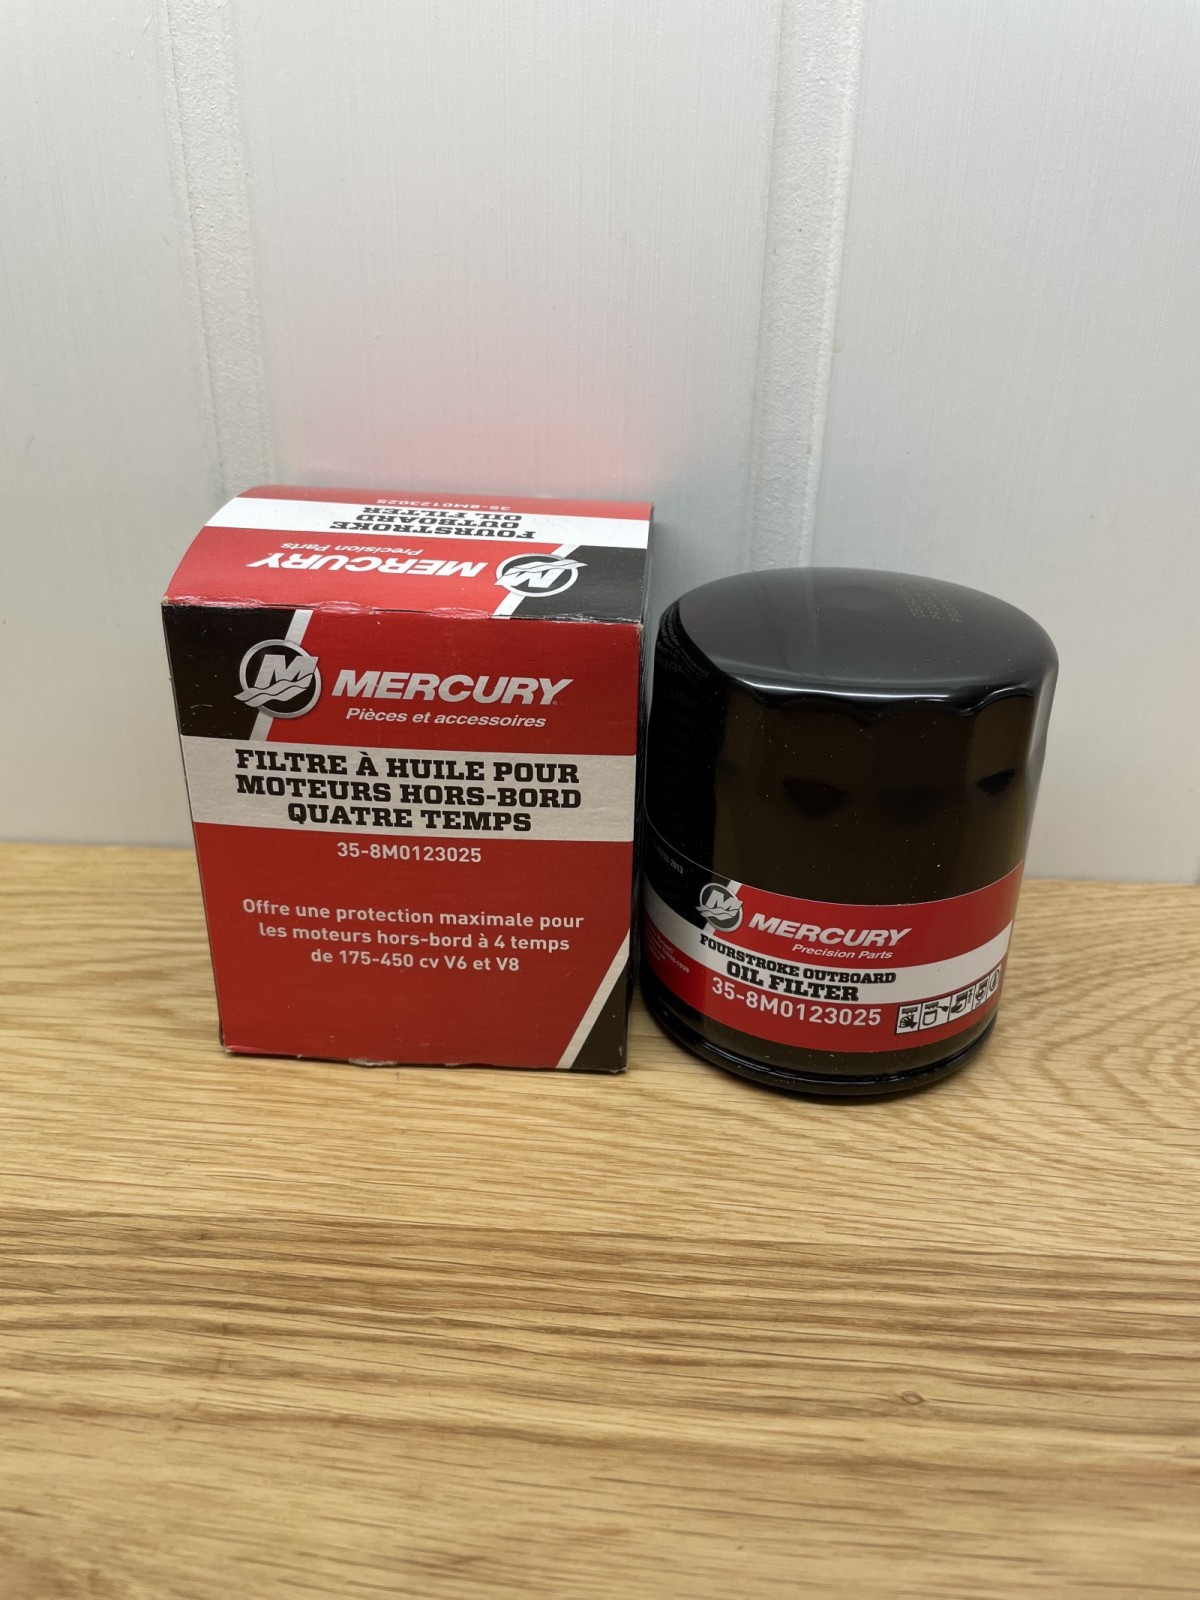 35-8M0123025
FOURSTROKE
OUTBOARD
OIL FILTER
MERCURY
Precision Parts
MERCURY
Pièces et accessoires
FILTRE À HUILE POUR
MOTEURS HORS-BORD
QUATRE TEMPS
35-8M0123025
Offre une protection maximale pour
les moteurs hors-bord à 4 temps
de 175-450 cv V6 et V8
MERCURY
Precision Parts
FOURSTROKE OUTBOARD
OIL FILTER
35-8M0123025